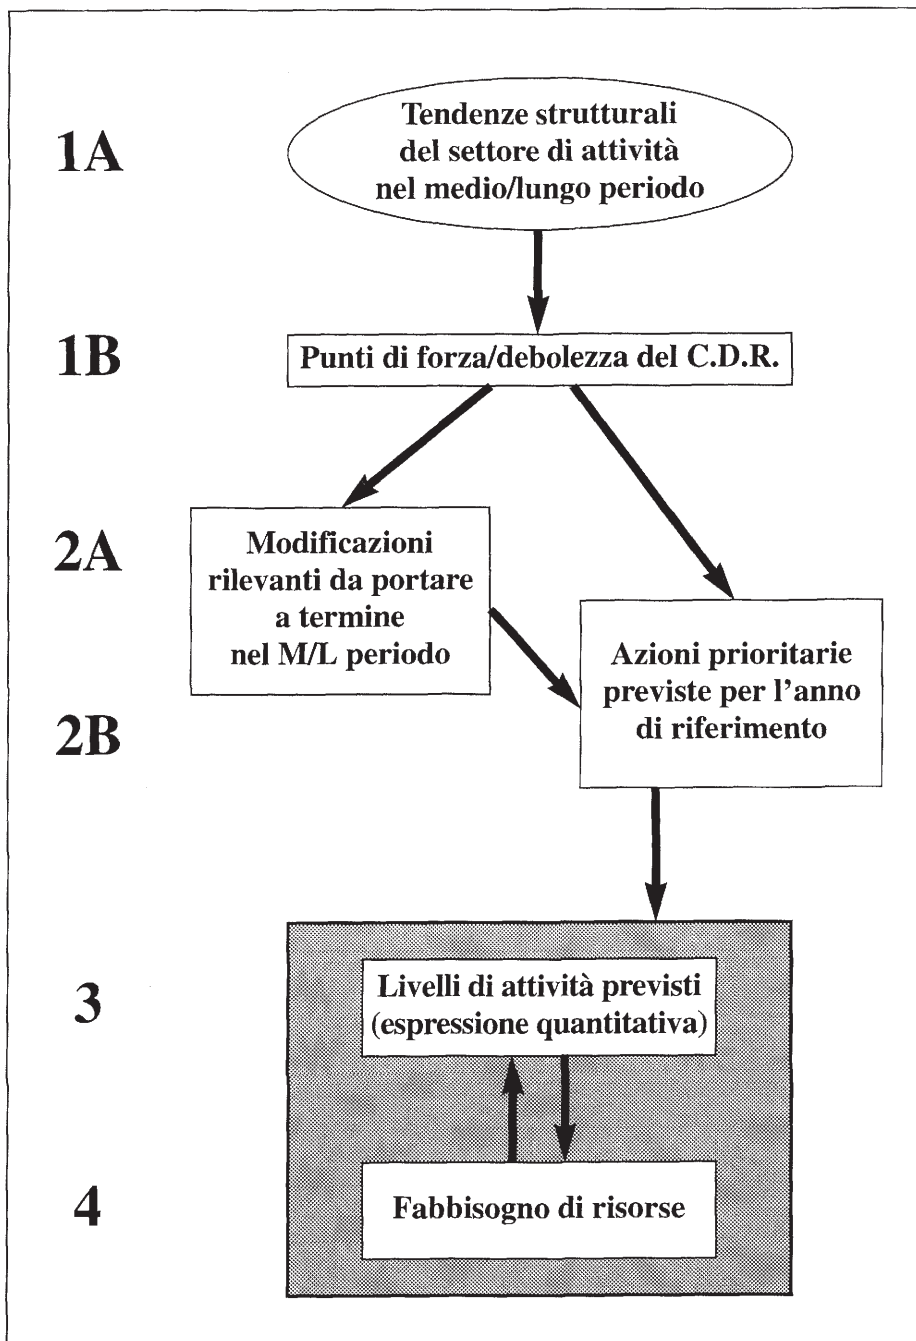 1A
Tendenze strutturali
del settore di attività
nel medio/lungo periodo
1B
Punti di forza/debolezza del C.D.R.
2A
Modificazioni
rilevanti da portare
a termine
nel M/L periodo
2B
Azioni prioritarie
previste per l'anno
di riferimento
3
Livelli di attività previsti
(espressione quantitativa)
4
Fabbisogno di risorse